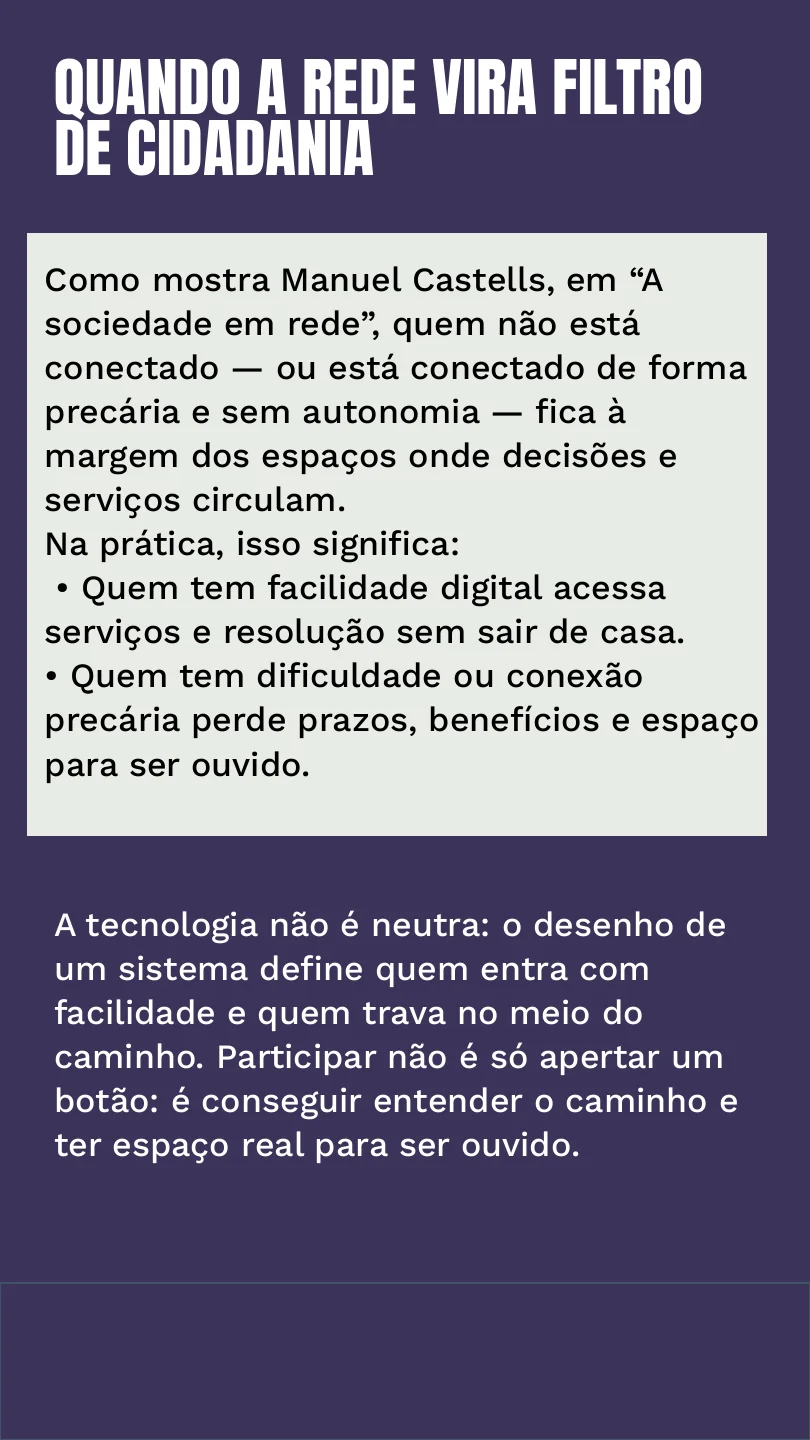 QUANDO A REDE VIRA FILTRO
DE CIDADANIA
Como mostra Manuel Castells, em “A
sociedade em rede”, quem não está
conectado — ou está conectado de forma
precária e sem autonomia — fica à
margem dos espaços onde decisões e
serviços circulam.
Na prática, isso significa:
• Quem tem facilidade digital acessa
serviços e resolução sem sair de casa.
• Quem tem dificuldade ou conexão
precária perde prazos, benefícios e espaço
para ser ouvido.
A tecnologia não é neutra: o desenho de
um sistema define quem entra com
facilidade e quem trava no meio do
caminho. Participar não é só apertar um
botão: é conseguir entender o caminho e
ter espaço real para ser ouvido.